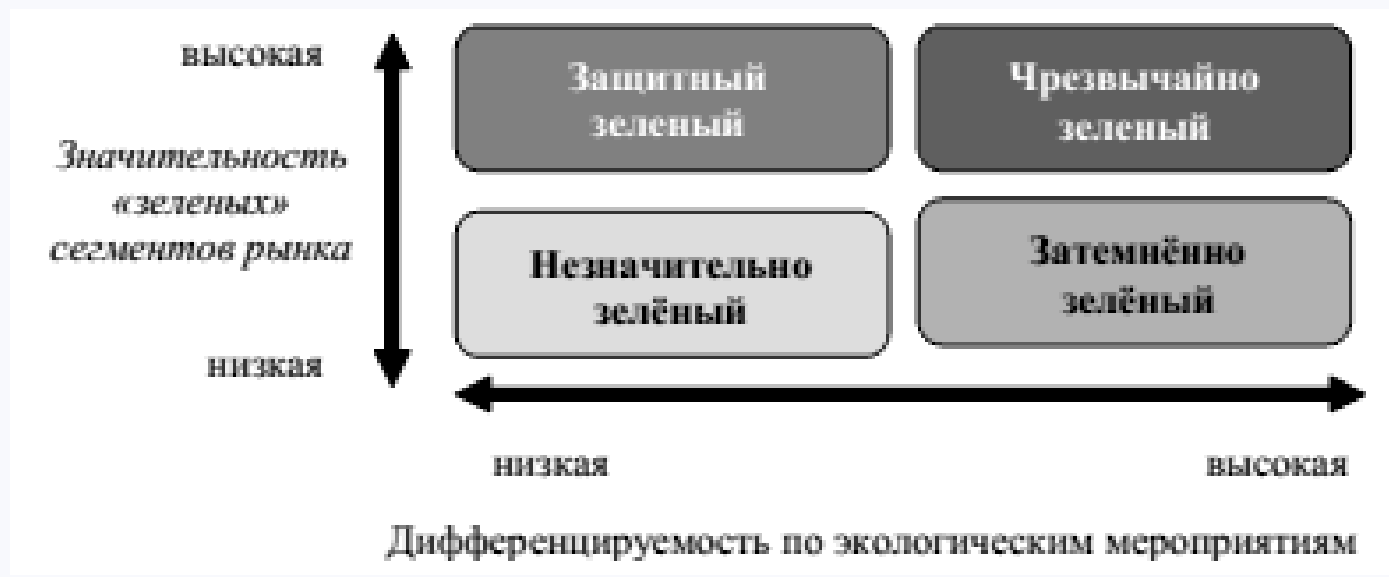 высокая
Значительность
«зеленых»
сегментов рынка
низкая
Защитный
зеленый
Чрезвычайно
зеленый
Незначительно
зелёный
Затемнённо
зелёный
низкая
высокая
Дифференцируемость по экологическим мероприятиям